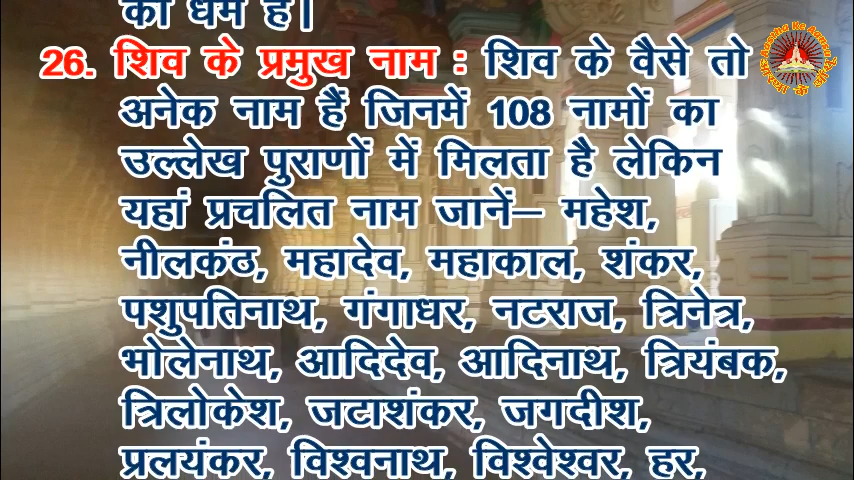 का धर्म है।
26. शिव के प्रमुख नाम : शिव के वैसे तो
अनेक नाम हैं जिनमें 108 नामों का
उल्लेख पुराणों में मिलता है लेकिन
यहां प्रचलित नाम जानें— महेश,
नीलकंठ, महादेव, महाकाल, शंकर,
पशुपतिनाथ, गंगाधर, नटराज, त्रिनेत्र,
भोलेनाथ, आदिदेव, आदिनाथ, त्रियंबक,
त्रिलोकेश, जटाशंकर, जगदीश,
प्रलयंकर, विश्वनाथ, विश्वेश्वर, हर,